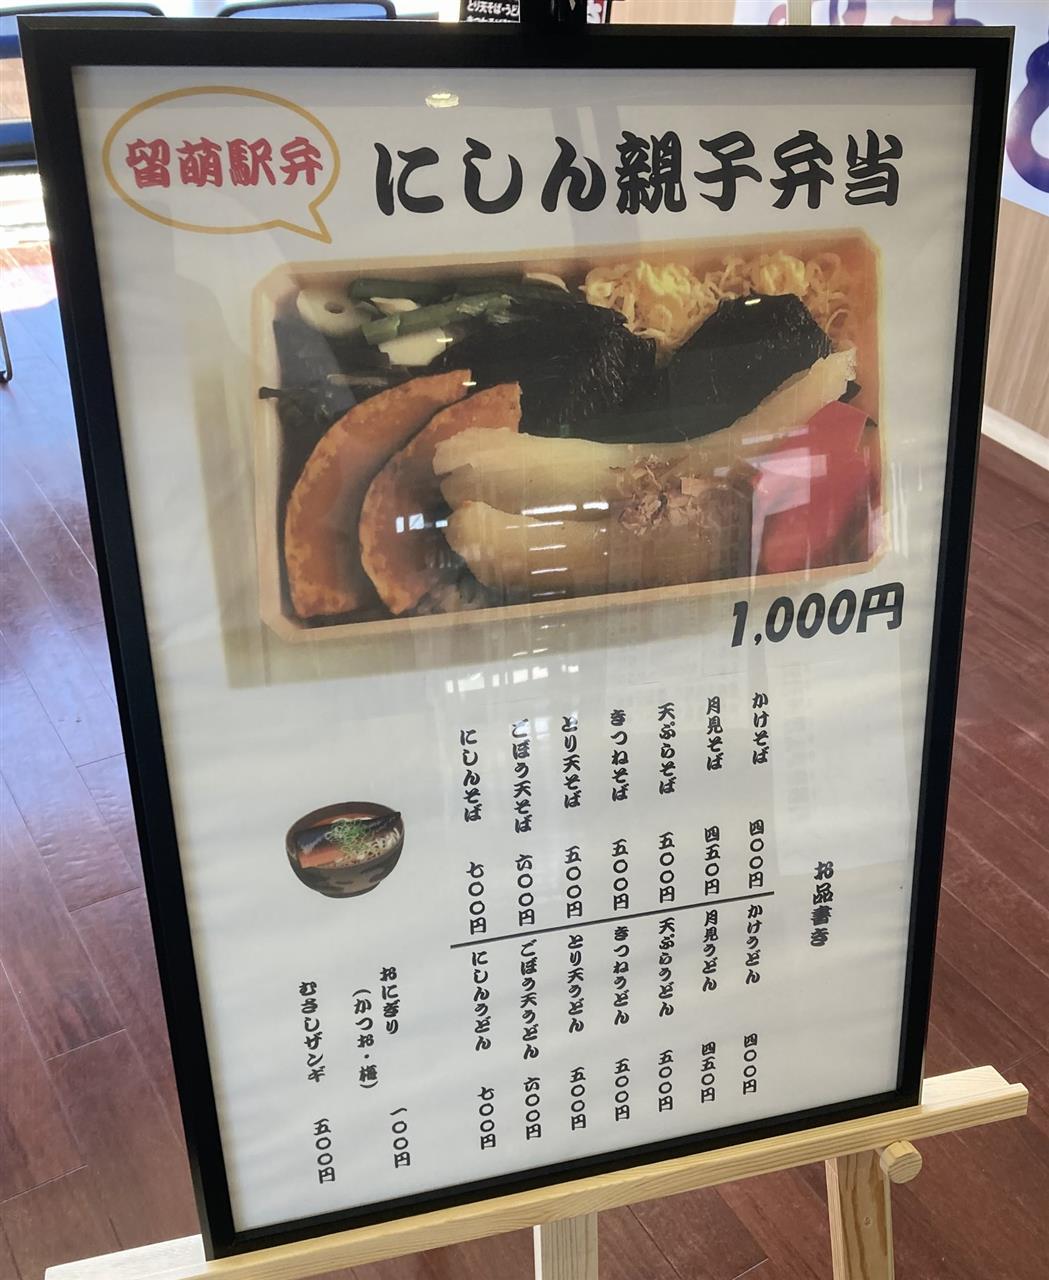 とり天そば・うど
留萌駅弁
にしん親子弁当
1,000円
お品書き
かけそば 四〇〇円
月見そば 四五〇円
天ぷらそば 五〇〇円
きつねそば 五〇〇円
とり天そば 五〇〇円
ごぼう天そば 六〇〇円
にしんそば 七〇〇円
かけうどん 四〇〇円
月見うどん 四五〇円
天ぷらうどん 五〇〇円
きつねうどん 五〇〇円
とり天うどん 五〇〇円
ごぼう天うどん 六〇〇円
にしんうどん 七〇〇円
おにぎり 一〇〇円
(かつお・梅)
むさしザンギ 五〇〇円